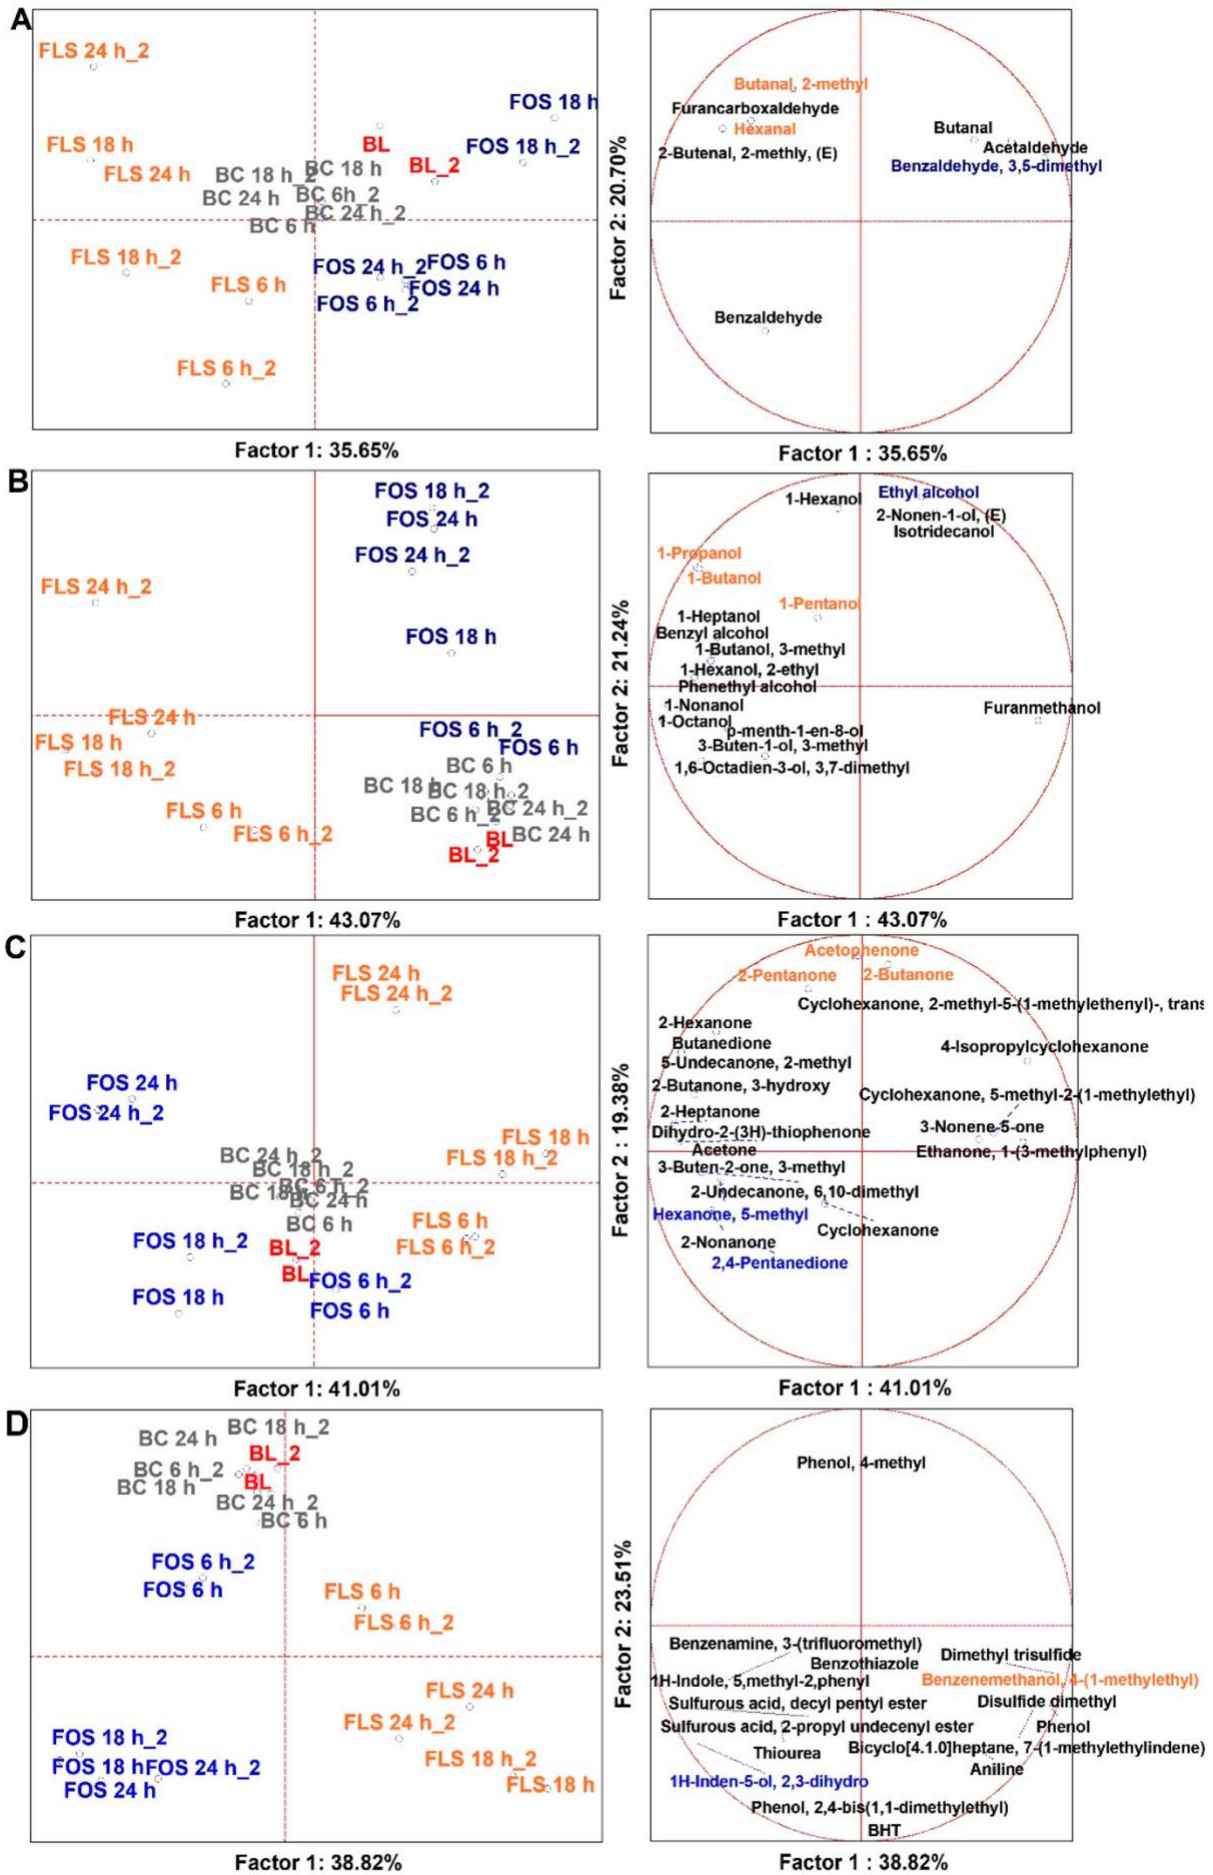 A
FLS 24 h_2
FOS 18 h
BL
FOS 18 h_2
FLS 18 h
BL_2
FLS 24 h
BC 18 h_2
BC 18 h
BC 24 h
BC 6h_2
BC 24 h_2
BC 6 h
FLS 18 h_2
FOS 24 h_2
FOS 6 h
FLS 6 h
FOS 24 h
FOS 6 h_2
FLS 6 h_2
Factor 1: 35.65%
Factor 2: 20.70%
Butanal, 2-methyl
Furancarboxaldehyde
Hexanal
2-Butenal, 2-methly, (E)
Butanal
Acetaldehyde
Benzaldehyde, 3,5-dimethyl
Benzaldehyde
Factor 1 : 35.65%
B
FOS 18 h_2
FOS 24 h
FOS 24 h_2
FLS 24 h_2
FOS 18 h
FLS 24 h
FLS 18 h
FLS 18 h_2
FOS 6 h_2
FOS 6 h
BC 6 h
BC 18 h
BC 18 h_2
BC 6 h_2
BC 24 h_2
FLS 6 h
FLS 6 h_2
BL
BC 24 h
BL_2
Factor 1: 43.07%
Factor 2: 21.24%
1-Hexanol
Ethyl alcohol
2-Nonen-1-ol, (E)
Isotridecanol
1-Propanol
1-Butanol
1-Pentanol
1-Heptanol
Benzyl alcohol
1-Butanol, 3-methyl
1-Hexanol, 2-ethyl
Phenethyl alcohol
1-Nonanol
Furanmethanol
1-Octanol
p-menth-1-en-8-ol
3-Buten-1-ol, 3-methyl
1,6-Octadien-3-ol, 3,7-dimethyl
Factor 1 : 43.07%
C
FLS 24 h
FLS 24 h_2
FOS 24 h
FOS 24 h_2
FLS 18 h
BC 24 h_2
FLS 18 h_2
BC 18 h_2
BC 6 h_2
BC 18 h
BC 24 h
BC 6 h
FLS 6 h
FLS 6 h_2
FOS 18 h_2
BL_2
BL
FOS 6 h_2
FOS 18 h
FOS 6 h
Factor 1: 41.01%
Factor 2 : 19.38%
Acetophenone
2-Pentanone
2-Butanone
Cyclohexanone, 2-methyl-5-(1-methylethenyl)-, trans
2-Hexanone
Butanedione
4-Isopropylcyclohexanone
5-Undecanone, 2-methyl
2-Butanone, 3-hydroxy
Cyclohexanone, 5-methyl-2-(1-methylethyl)
2-Heptanone
3-Nonene-5-one
Dihydro-2-(3H)-thiophenone
Acetone
Ethanone, 1-(3-methylphenyl)
3-Buten-2-one, 3-methyl
2-Undecanone, 6,10-dimethyl
Hexanone, 5-methyl
Cyclohexanone
2-Nonanone
2,4-Pentanedione
Factor 1 : 41.01%
D
BC 18 h_2
BC 24 h
BL_2
BC 6 h_2
BL
BC 18 h
BC 24 h_2
BC 6 h
FOS 6 h_2
FOS 6 h
FLS 6 h
FLS 6 h_2
FLS 24 h
FLS 24 h_2
FOS 18 h_2
FOS 18 h
FOS 24 h_2
FLS 18 h_2
FOS 24 h
FLS 18 h
Factor 1: 38.82%
Factor 2: 23.51%
Phenol, 4-methyl
Benzenamine, 3-(trifluoromethyl)
Benzothiazole
Dimethyl trisulfide
1H-Indole, 5,methyl-2,phenyl
Benzenemethanol, 4-(1-methylethyl)
Sulfurous acid, decyl pentyl ester
Disulfide dimethyl
Sulfurous acid, 2-propyl undecenyl ester
Phenol
Thiourea
Bicyclo[4.1.0]heptane, 7-(1-methylethylindene)
Aniline
1H-Inden-5-ol, 2,3-dihydro
Phenol, 2,4-bis(1,1-dimethylethyl)
BHT
Factor 1 : 38.82%